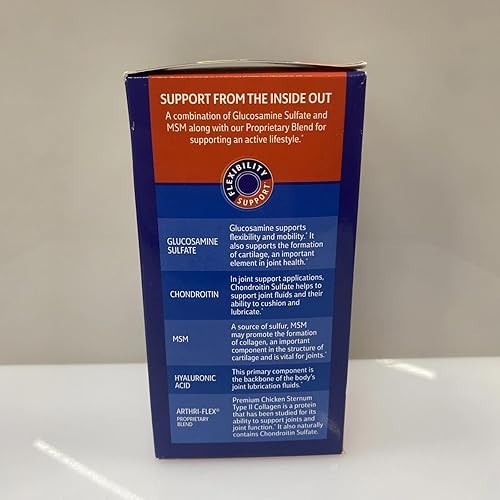 SUPPORT FROM THE INSIDE OUT
A combination of Glucosamine Sulfate and
MSM along with our Proprietary Blend for
supporting an active lifestyle.*
FLEXIBILITY
SUPPORT*
GLUCOSAMINE
SULFATE
Glucosamine supports
flexibility and mobility.* It
also supports the formation
of cartilage, an important
element in joint health.*
CHONDROITIN
In joint support applications,
Chondroitin Sulfate helps to
support joint fluids and their
ability to cushion and
lubricate.*
MSM
A source of sulfur, MSM
may promote the formation
of collagen, an important
component in the structure of
cartilage and is vital for joints.*
HYALURONIC
ACID
This primary component is
the backbone of the body's
joint lubrication fluids.*
ARTHRI-FLEX®
PROPRIETARY
BLEND
Premium Chicken Sternum
Type II Collagen is a protein
that has been studied for its
ability to support joints and
joint function.* It also naturally
contains Chondroitin Sulfate.